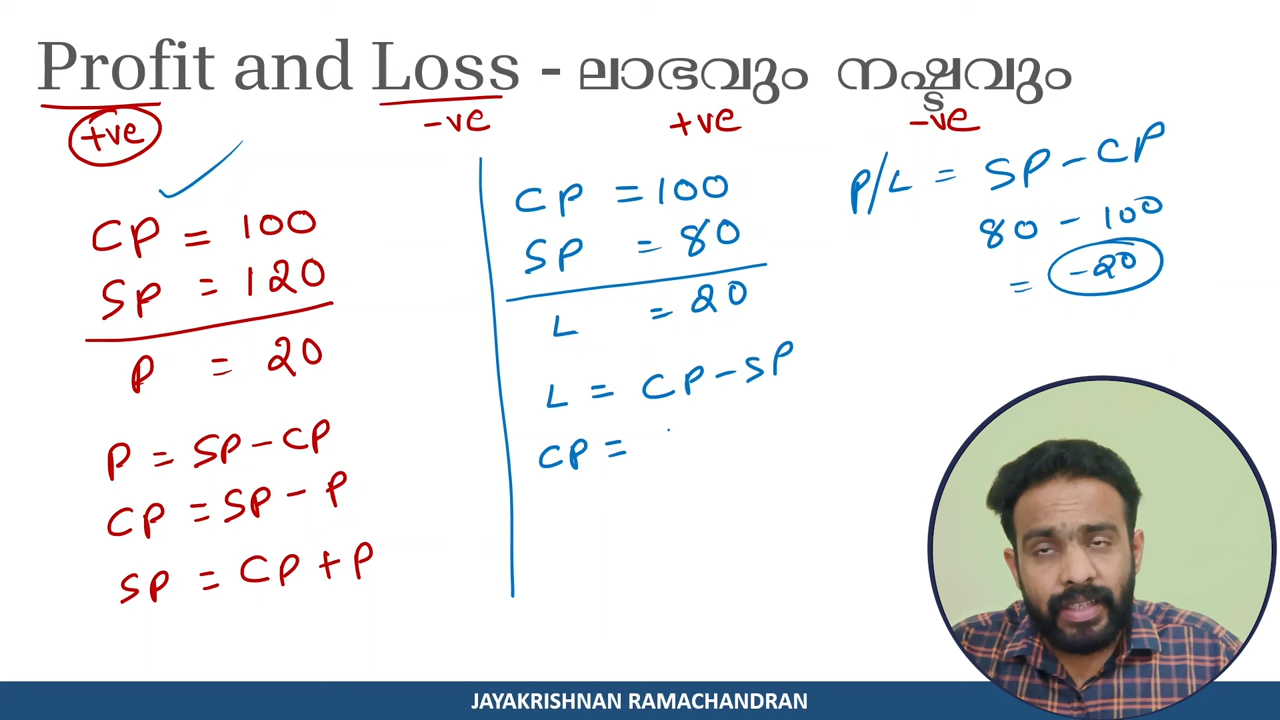 Profit and Loss - ലാഭവും നഷ്ടവും
+ve -ve +ve -ve
CP = 100
SP = 120
P = 20
P = SP - CP
CP = SP - P
SP = CP + P
CP = 100
SP = 80
L = 20
L = CP - SP
CP =
P/L = SP - CP
80 - 100
= -20
JAYAKRISHNAN RAMACHANDRAN